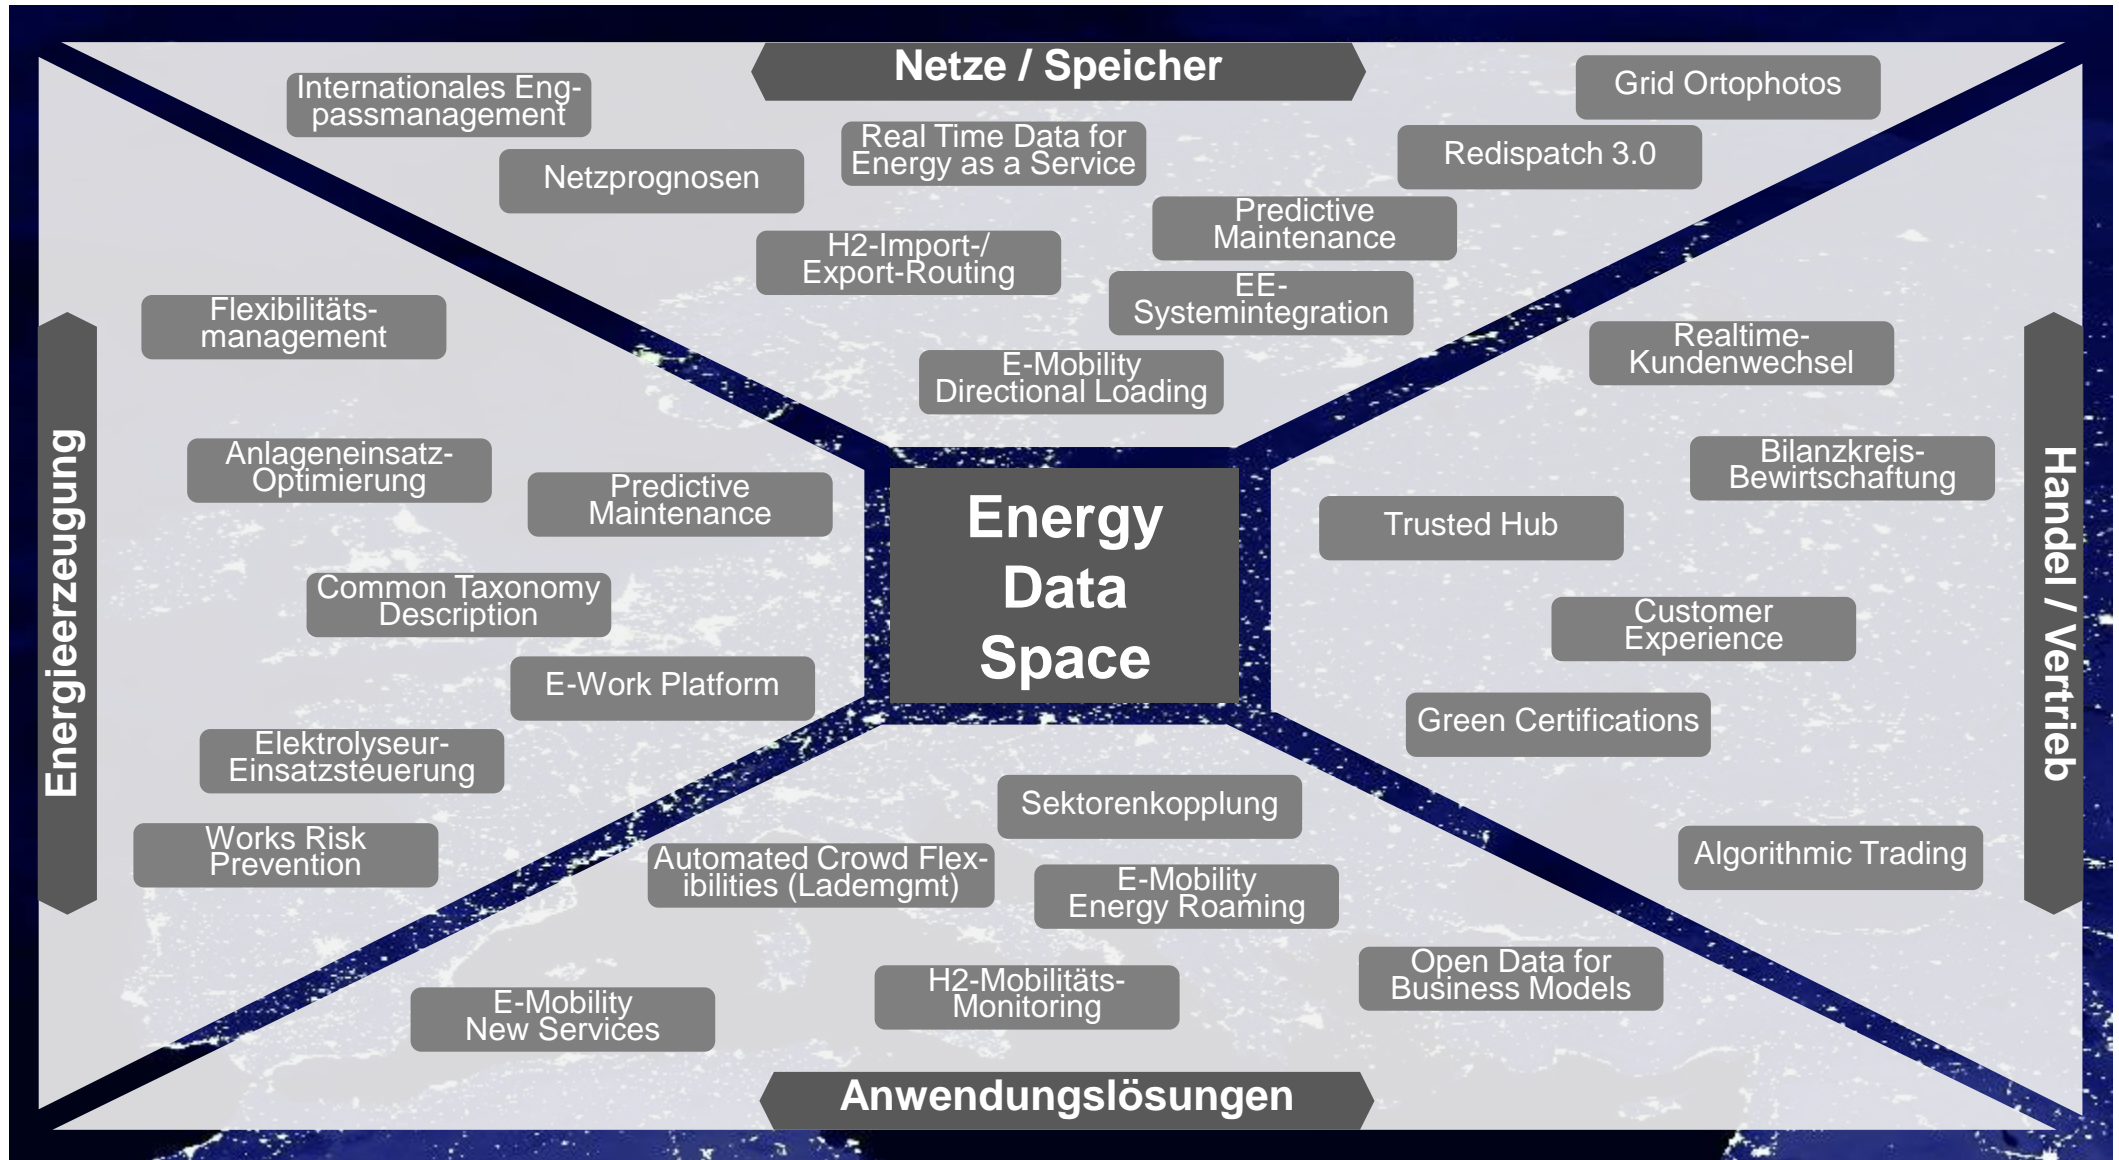 Netze / Speicher
Internationales Eng-
passmanagement
Netzprognosen
Real Time Data for
Energy as a Service
Grid Ortophotos
Redispatch 3.0
Predictive
Maintenance
H2-Import-/
Export-Routing
EE-
Systemintegration
E-Mobility
Directional Loading
Energieerzeugung
Flexibilitäts-
management
Anlageneinsatz-
Optimierung
Predictive
Maintenance
Common Taxonomy
Description
E-Work Platform
Elektrolyseur-
Einsatzsteuerung
Works Risk
Prevention
Energy
Data
Space
Handel / Vertrieb
Realtime-
Kundenwechsel
Bilanzkreis-
Bewirtschaftung
Trusted Hub
Customer
Experience
Green Certifications
Algorithmic Trading
Sektorenkopplung
Automated Crowd Flex-
ibilities (Lademgmt)
E-Mobility
Energy Roaming
Open Data for
Business Models
H2-Mobilitäts-
Monitoring
E-Mobility
New Services
Anwendungslösungen